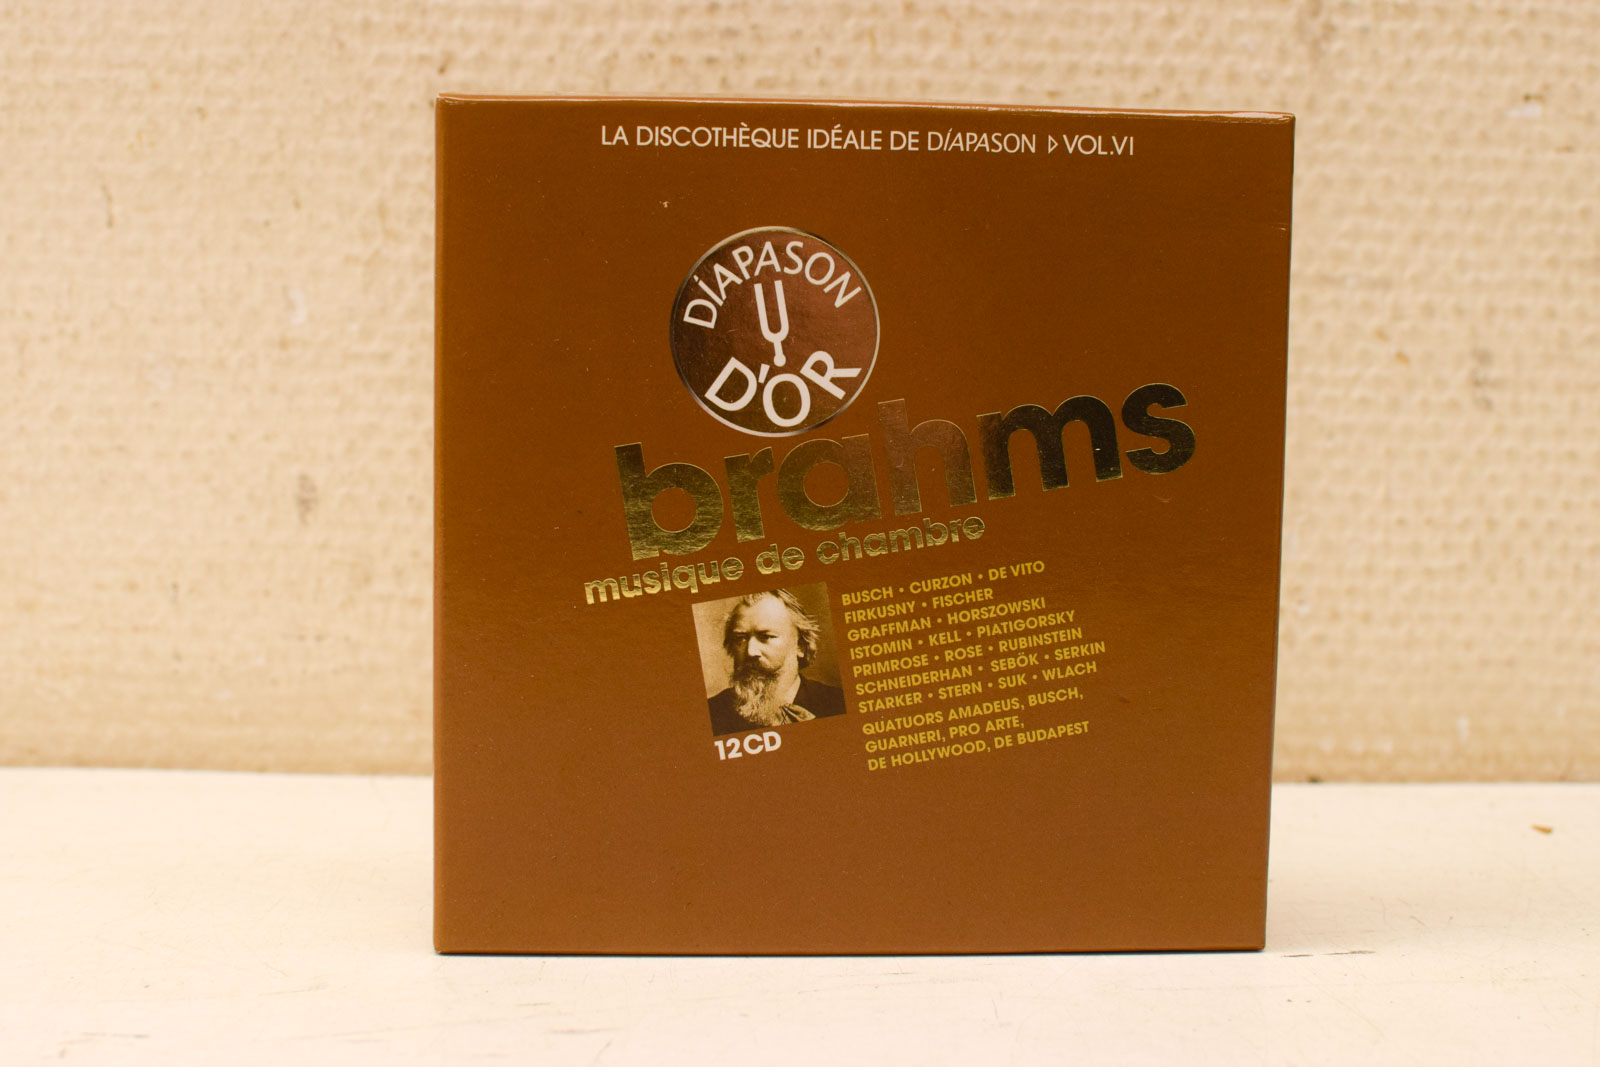 LA DISCOTHÈQUE IDÉALE DE DÍAPASON ▷ VOL.VI
DÍAPASON
D'OR
brahms
musique de chambre
BUSCH • CURZON • DE VITO
FIRKUSNY • FISCHER
GRAFFMAN • HORSZOWSKI
ISTOMIN • KELL • PIATIGORSKY
PRIMROSE • ROSE • RUBINSTEIN
SCHNEIDERHAN • SEBÖK • SERKIN
STARKER • STERN • SUK • WLACH
QUATUORS AMADEUS, BUSCH,
GUARNERI, PRO ARTE,
DE HOLLYWOOD, DE BUDAPEST
12CD